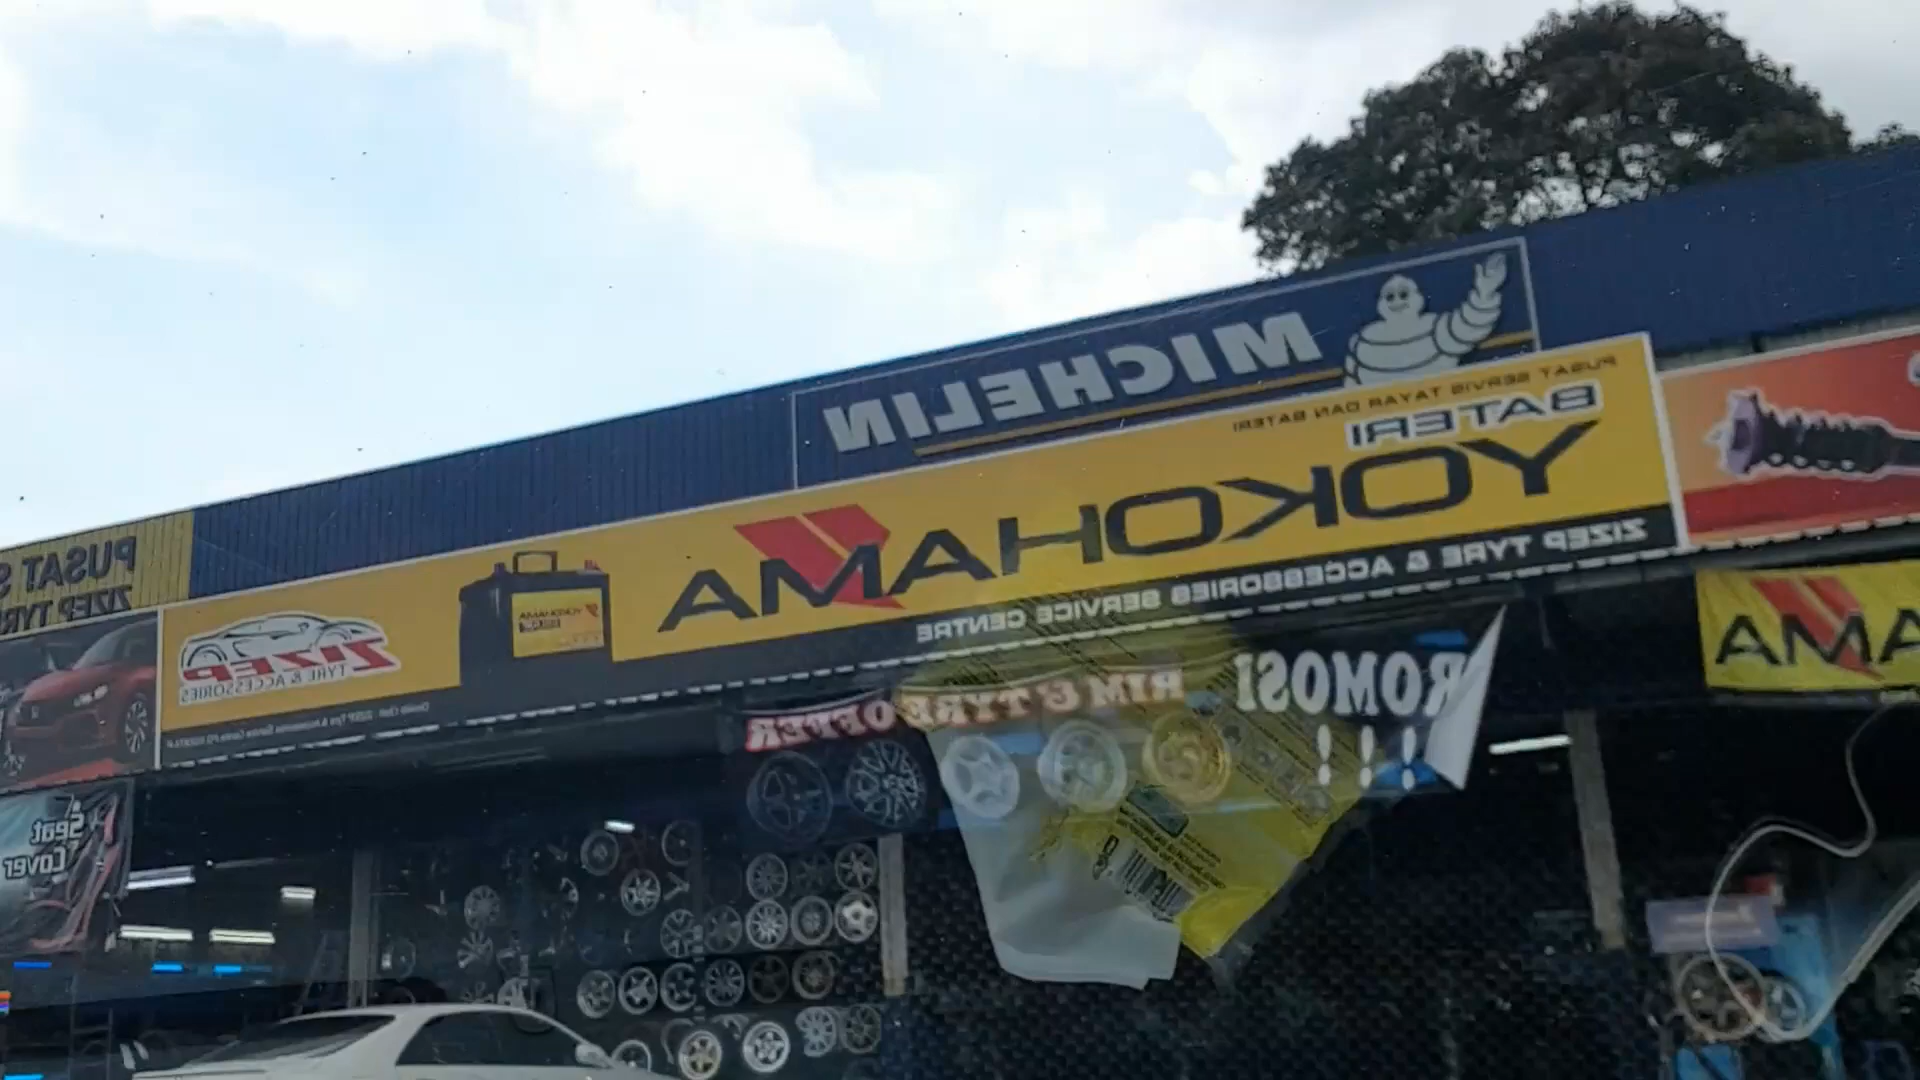 MICHELIN
PUSAT SERVIS TAYAR DAN BATERI
BATERI
YOKOHAMA
ZIZEP TYRE & ACCESSORIES SERVICE CENTRE
YOKOHAMA
ZIZEP
TYRE & ACCESSORIES
PUSAT S
ZIZEP TYR
AMA
ROMOSI
!!!
RIM & TYRE OFFER
Seat
Cover